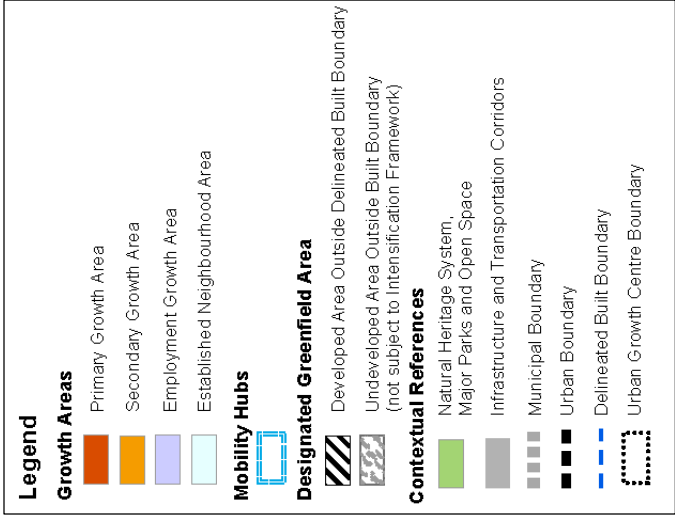 Legend
Growth Areas
Primary Growth Area
Secondary Growth Area
Employment Growth Area
Established Neighbourhood Area
Mobility Hubs
Designated Greenfield Area
Developed Area Outside Delineated Built Boundary
Undeveloped Area Outside Built Boundary
(not subject to Intensification Framework)
Contextual References
Natural Heritage System,
Major Parks and Open Space
Infrastructure and Transportation Corridors
Municipal Boundary
Urban Boundary
Delineated Built Boundary
Urban Growth Centre Boundary